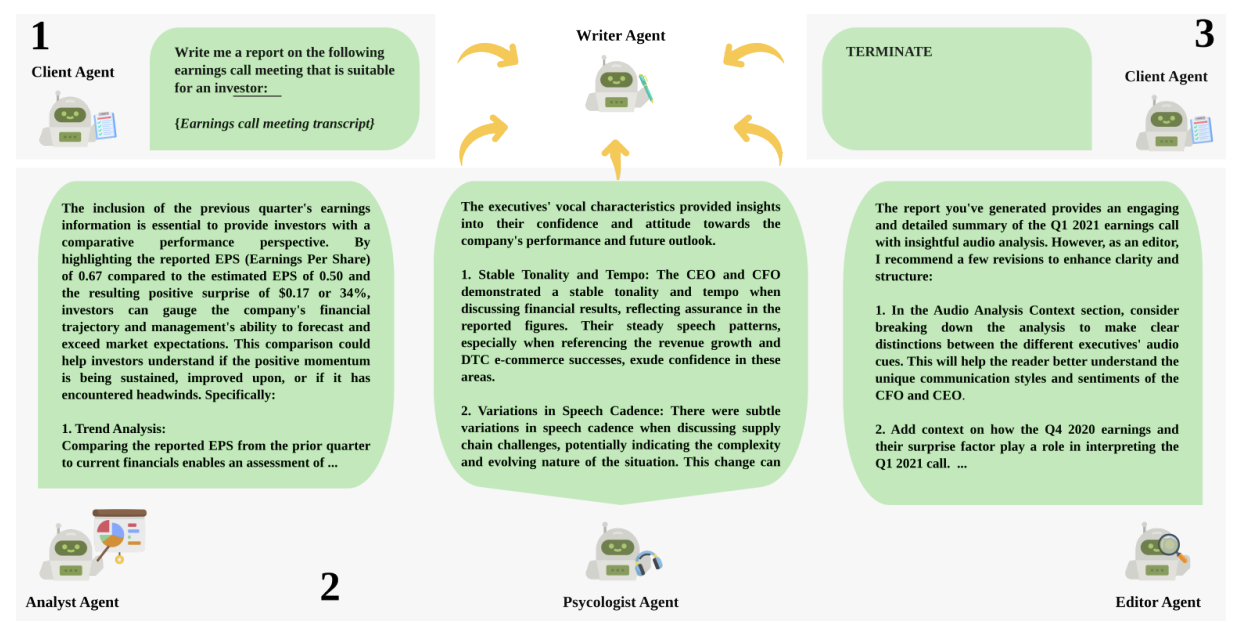 1
Client Agent
Write me a report on the following
earnings call meeting that is suitable
for an investor:
{Earnings call meeting transcript}
Writer Agent
TERMINATE
3
Client Agent
The inclusion of the previous quarter's earnings
information is essential to provide investors with a
comparative performance perspective. By
highlighting the reported EPS (Earnings Per Share)
of 0.67 compared to the estimated EPS of 0.50 and
the resulting positive surprise of $0.17 or 34%,
investors can gauge the company's financial
trajectory and management's ability to forecast and
exceed market expectations. This comparison could
help investors understand if the positive momentum
is being sustained, improved upon, or if it has
encountered headwinds. Specifically:
1. Trend Analysis:
Comparing the reported EPS from the prior quarter
to current financials enables an assessment of ...
Analyst Agent
2
The executives' vocal characteristics provided insights
into their confidence and attitude towards the
company's performance and future outlook.
1. Stable Tonality and Tempo: The CEO and CFO
demonstrated a stable tonality and tempo when
discussing financial results, reflecting assurance in the
reported figures. Their steady speech patterns,
especially when referencing the revenue growth and
DTC e-commerce successes, exude confidence in these
areas.
2. Variations in Speech Cadence: There were subtle
variations in speech cadence when discussing supply
chain challenges, potentially indicating the complexity
and evolving nature of the situation. This change can
Psycologist Agent
The report you've generated provides an engaging
and detailed summary of the Q1 2021 earnings call
with insightful audio analysis. However, as an editor,
I recommend a few revisions to enhance clarity and
structure:
1. In the Audio Analysis Context section, consider
breaking down the analysis to make clear
distinctions between the different executives' audio
cues. This will help the reader better understand the
unique communication styles and sentiments of the
CFO and CEO.
2. Add context on how the Q4 2020 earnings and
their surprise factor play a role in interpreting the
Q1 2021 call. ...
Editor Agent